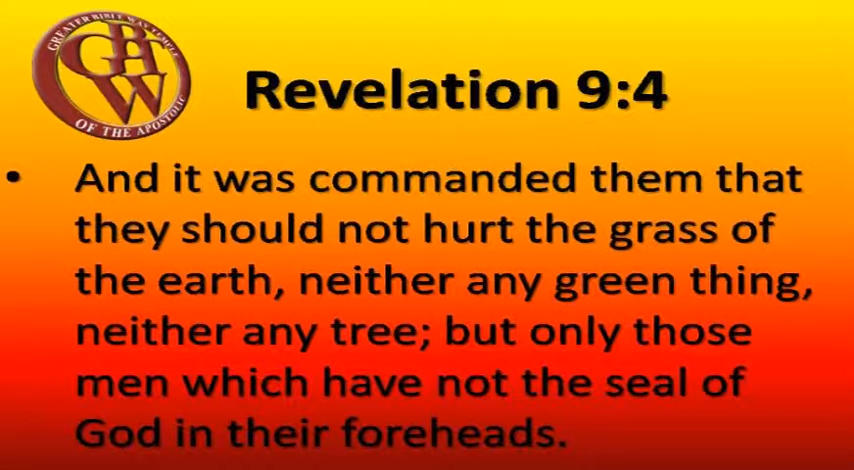 GREATER BIBLE WAY TEMPLE
GBTW
OF THE APOSTOLIC
Revelation 9:4
• And it was commanded them that
they should not hurt the grass of
the earth, neither any green thing,
neither any tree; but only those
men which have not the seal of
God in their foreheads.